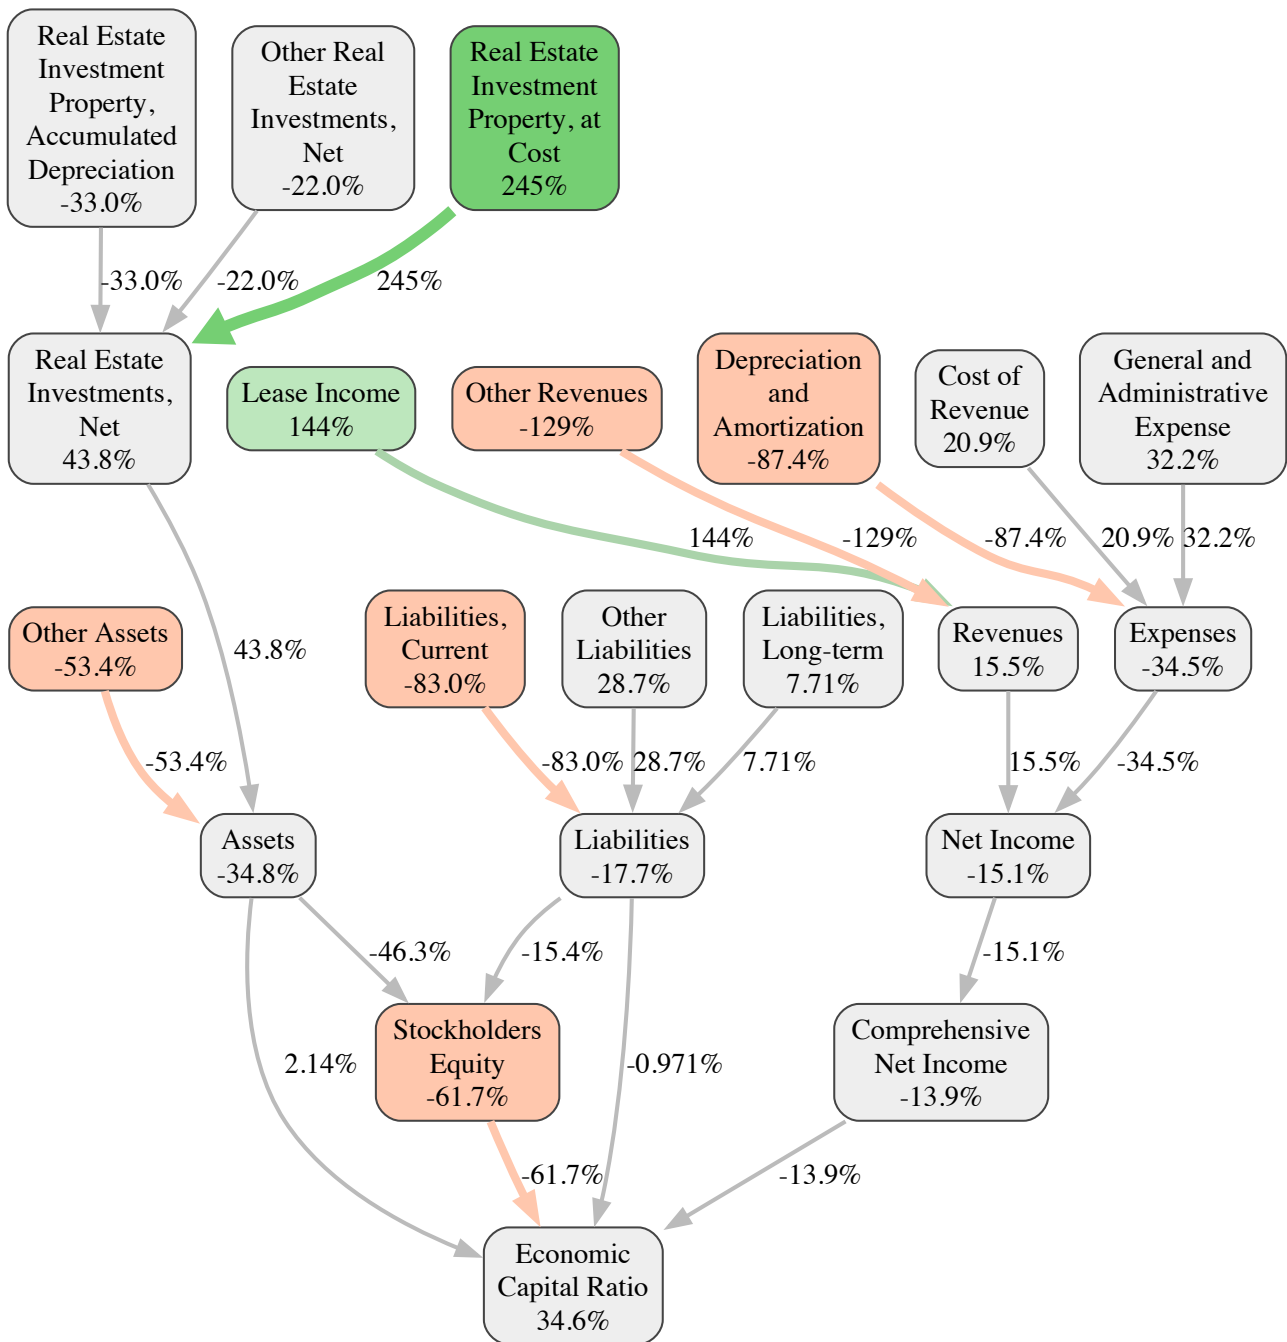 Real Estate
Investment
Property,
Accumulated
Depreciation
-33.0%
Other Real
Estate
Investments,
Net
-22.0%
Real Estate
Investment
Property, at
Cost
245%
-33.0%
-22.0%
245%
Real Estate
Investments,
Net
43.8%
Lease Income
144%
Other Revenues
-129%
Depreciation
and
Amortization
-87.4%
Cost of
Revenue
20.9%
General and
Administrative
Expense
32.2%
144%
-129%
-87.4%
20.9%
32.2%
Other Assets
-53.4%
43.8%
Liabilities,
Current
-83.0%
Other
Liabilities
28.7%
Liabilities,
Long-term
7.71%
Revenues
15.5%
Expenses
-34.5%
-53.4%
-83.0%
28.7%
7.71%
15.5%
-34.5%
Assets
-34.8%
Liabilities
-17.7%
Net Income
-15.1%
-46.3%
-15.4%
-15.1%
2.14%
Stockholders
Equity
-61.7%
-0.971%
Comprehensive
Net Income
-13.9%
-61.7%
-13.9%
Economic
Capital Ratio
34.6%